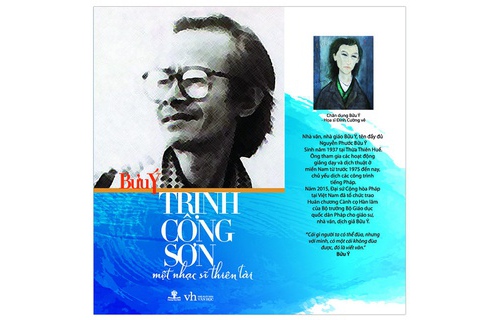 BỬU Ý
TRỊNH
CÔNG
SƠN
một nhạc sĩ thiên tài
vh
Chân dung Bửu Ý
Họa sĩ Đinh Cường vẽ
Nhà văn, nhà giáo Bửu Ý, tên đầy đủ
Nguyễn Phước Bửu Ý
Sinh năm 1937 tại Thừa Thiên Huế.
Ông tham gia các hoạt động
giảng dạy và dịch thuật ở
miền Nam từ trước 1975 đến nay,
chủ yếu dịch các công trình
tiếng Pháp.
Năm 2015, Đại sứ Cộng hòa Pháp
tại Việt Nam đã tổ chức trao
Huân chương Cành cọ Hàn lâm
của Bộ trưởng Bộ Giáo dục
quốc dân Pháp cho giáo sư,
nhà văn, dịch giả Bửu Ý.
"Cái gì người ta có thể đùa, nhưng
với mình, có một cái không đùa
được, đó là viết văn."
Bửu Ý